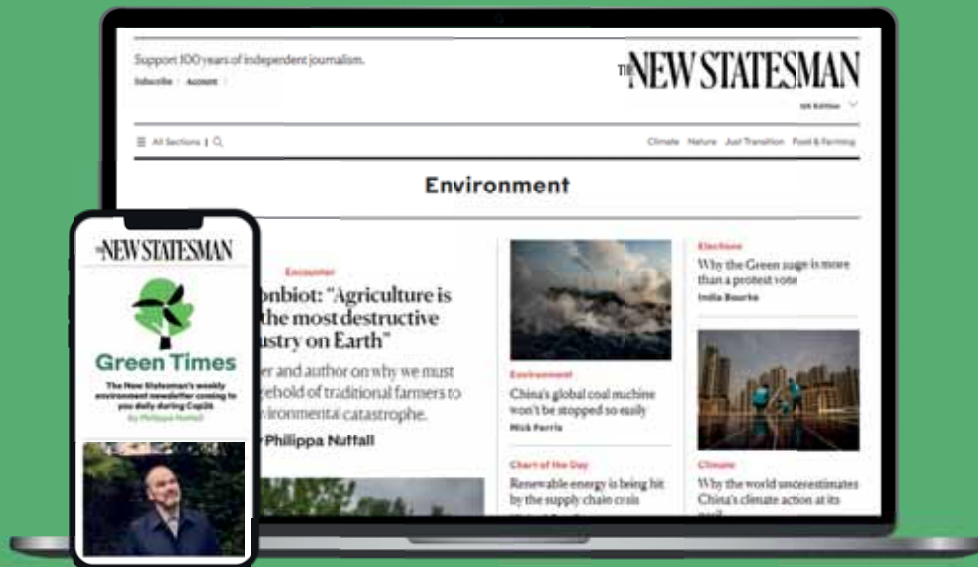 Support 100 years of independent journalism.
Subscribe Account
THE NEW STATESMAN
UK Edition
All Sections |
Climate Nature Just Transition Food & Farming
Environment
Encounter
onbiot: "Agriculture is
the most destructive
ustry on Earth"
er and author on why we must
ehold of traditional farmers to
vironmental catastrophe.
Philippa Nuttall
Environment
China's global coal machine
won't be stopped so easily
Nick Ferris
Chart of the Day
Renewable energy is being hit
by the supply chain crisis
Elections
Why the Green surge is more
than a protest vote
India Bourke
Climate
Why the world underestimates
China's climate action at its
THE NEW STATESMAN
Green Times
The New Statesman's weekly
environment newsletter coming to
you daily during Cop26
by Philippa Nuttall